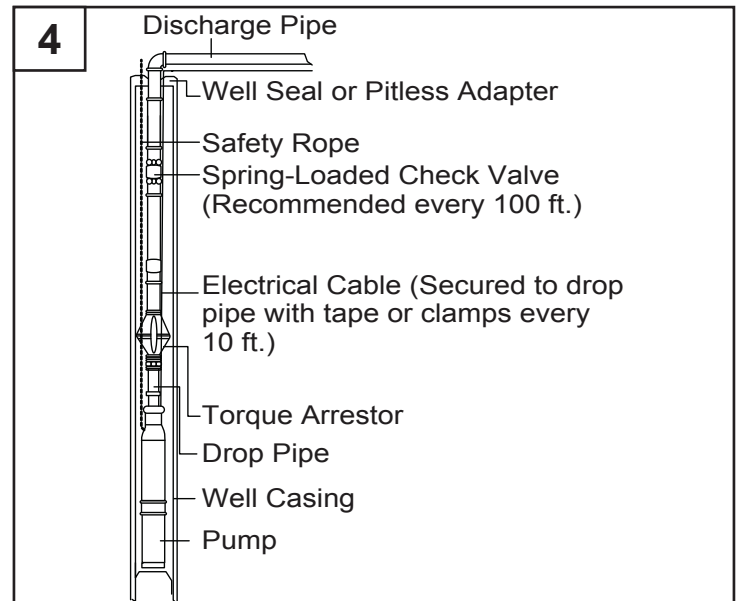 4
Discharge Pipe
Well Seal or Pitless Adapter
Safety Rope
Spring-Loaded Check Valve
(Recommended every 100 ft.)
Electrical Cable (Secured to drop
pipe with tape or clamps every
10 ft.)
Torque Arrestor
Drop Pipe
Well Casing
Pump